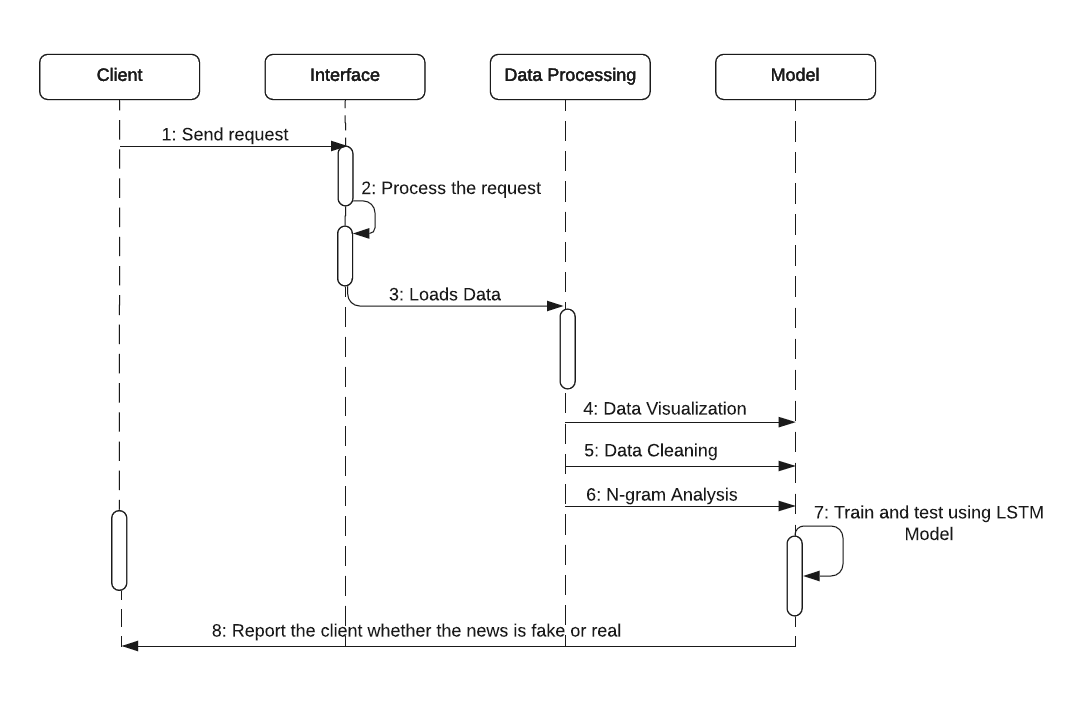 Client
Interface
Data Processing
Model
1: Send request
2: Process the request
3: Loads Data
4: Data Visualization
5: Data Cleaning
6: N-gram Analysis
7: Train and test using LSTM
Model
8: Report the client whether the news is fake or real